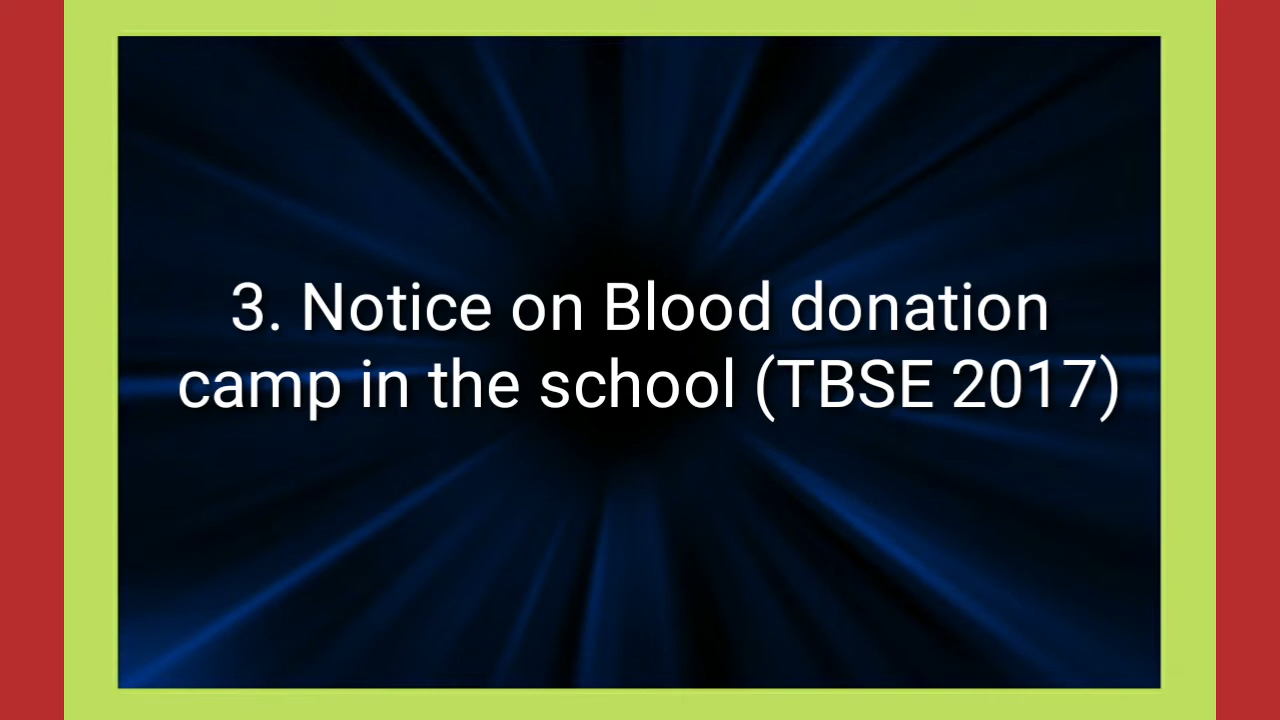 3. Notice on Blood donation
camp in the school (TBSE 2017)